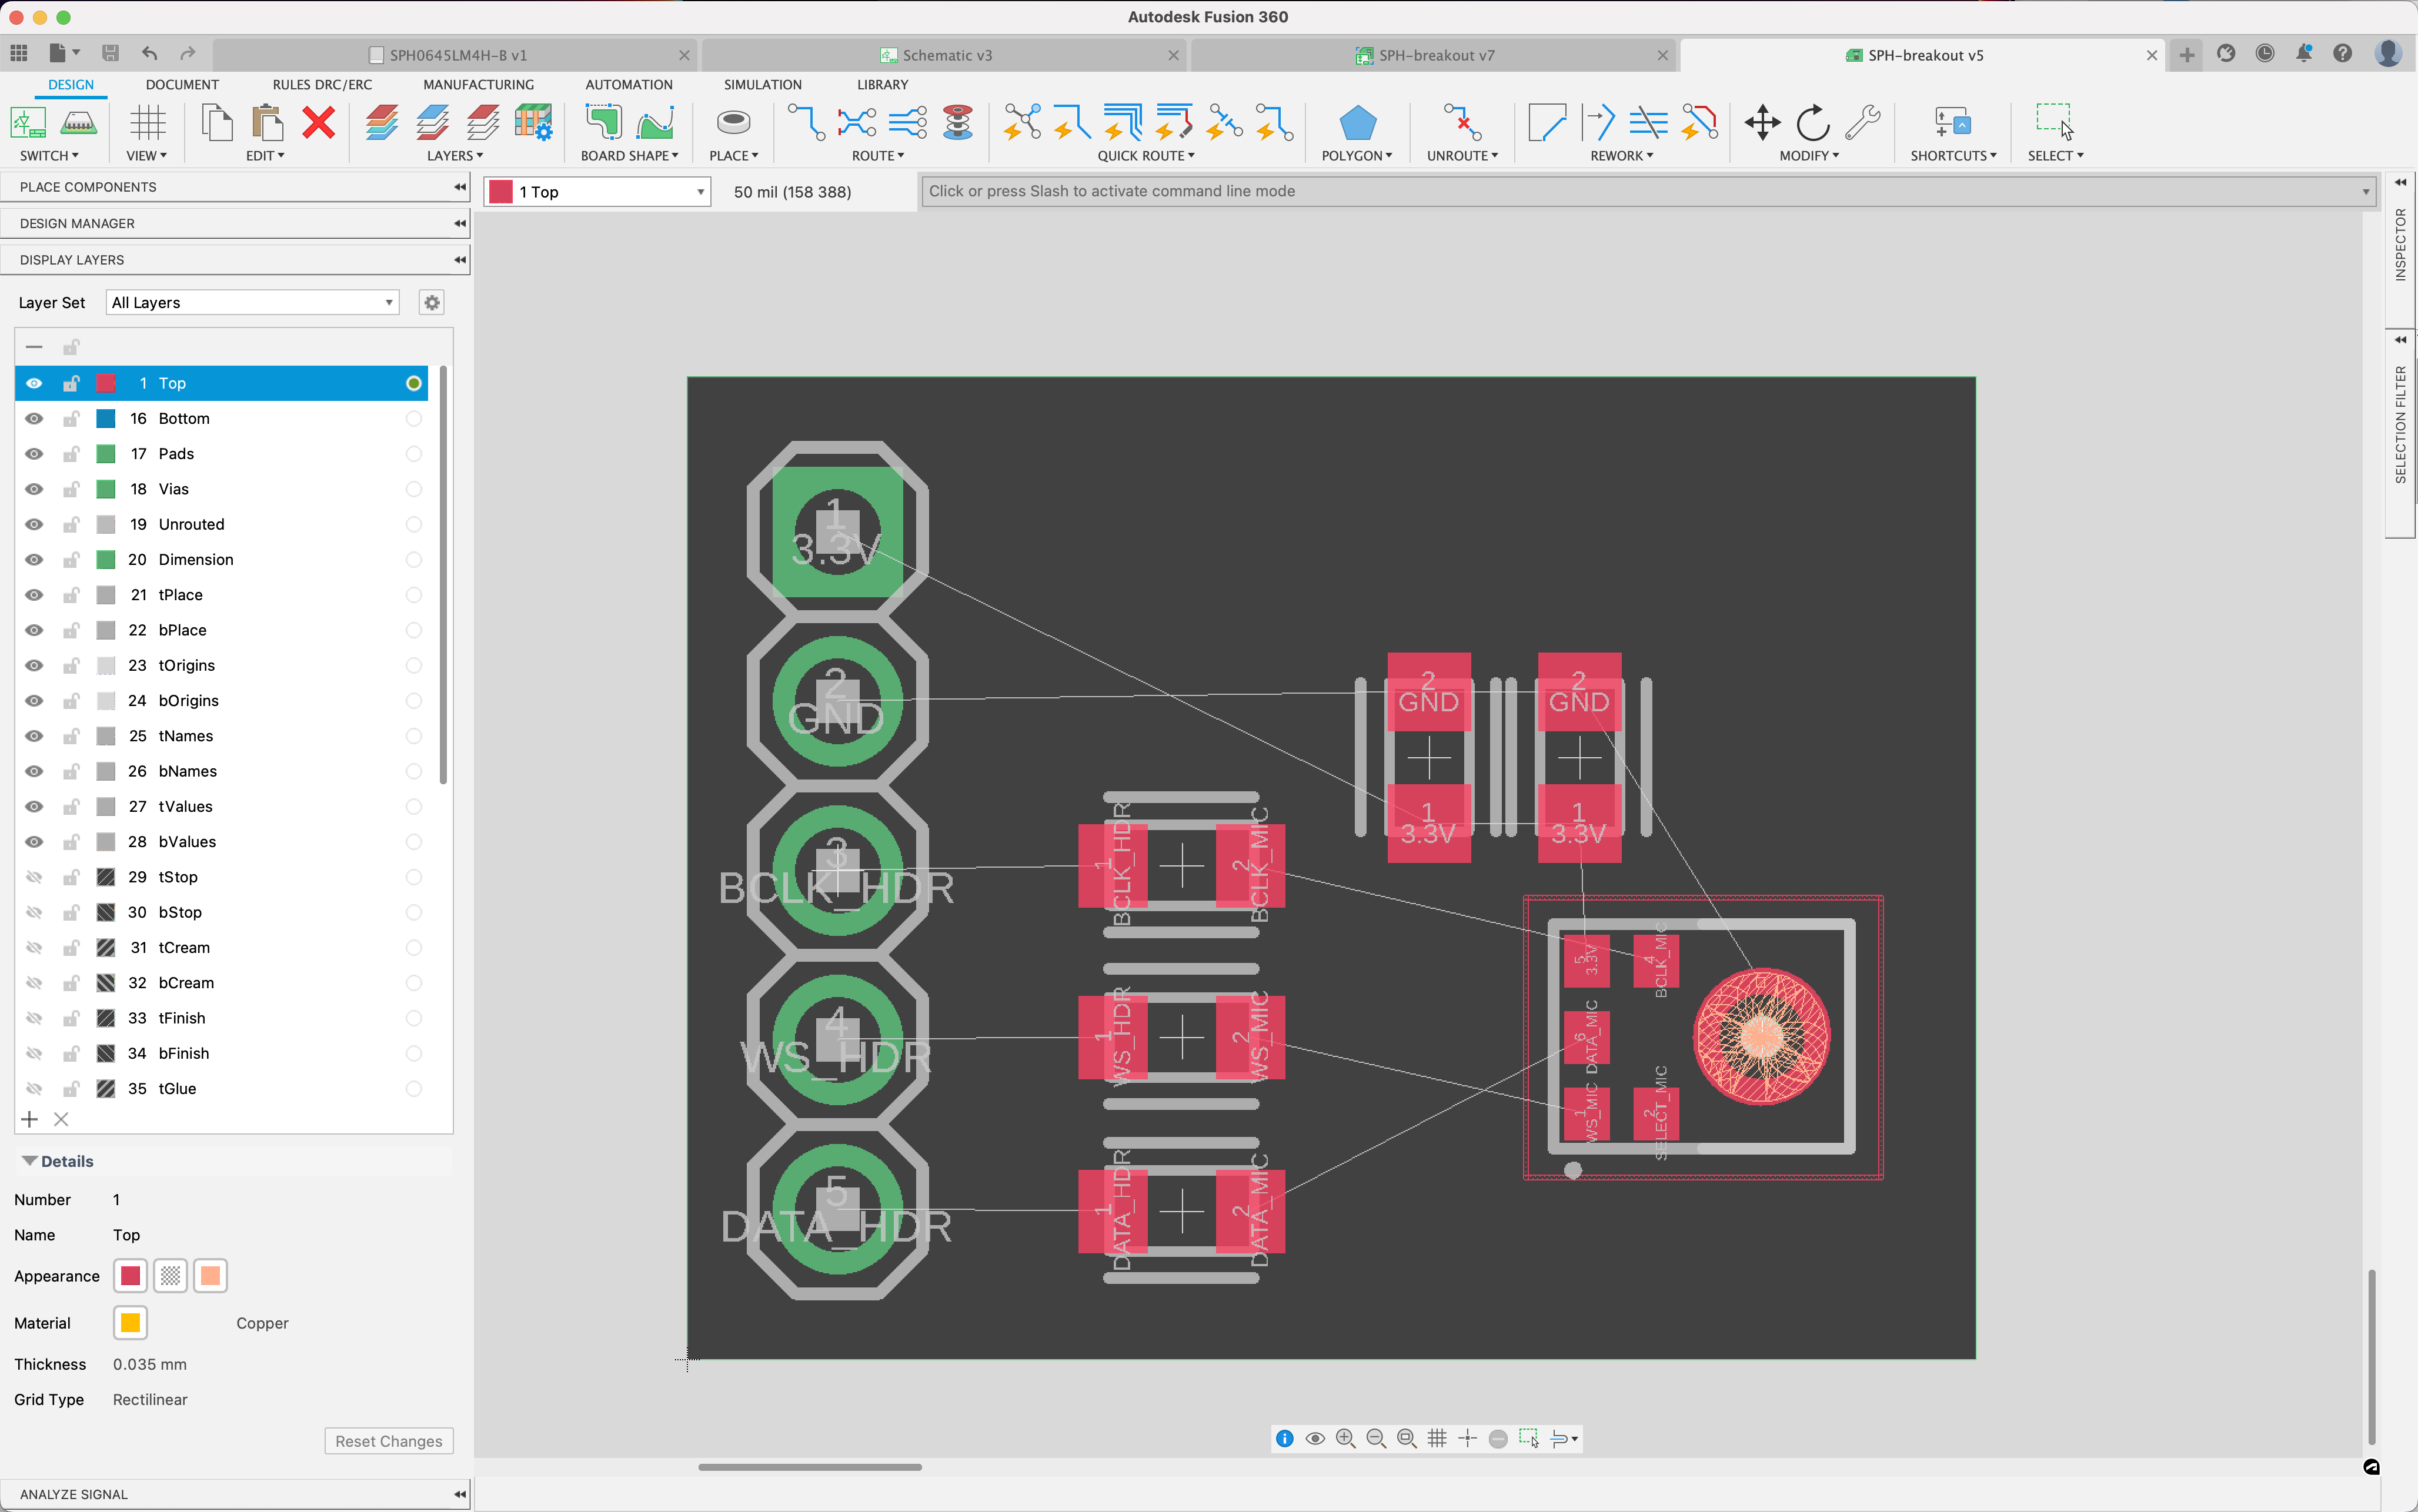 Autodesk Fusion 360
SPH0645LM4H-B v1
Schematic v3
SPH-breakout v7
SPH-breakout v5
DESIGN
DOCUMENT
RULES DRC/ERC
MANUFACTURING
AUTOMATION
SIMULATION
LIBRARY
SWITCH
VIEW
EDIT
LAYERS
BOARD SHAPE
PLACE
ROUTE
QUICK ROUTE
POLYGON
UNROUTE
REWORK
MODIFY
SHORTCUTS
SELECT
PLACE COMPONENTS
DESIGN MANAGER
DISPLAY LAYERS
Layer Set
All Layers
1 Top
16 Bottom
17 Pads
18 Vias
19 Unrouted
20 Dimension
21 tPlace
22 bPlace
23 tOrigins
24 bOrigins
25 tNames
26 bNames
27 tValues
28 bValues
29 tStop
30 bStop
31 tCream
32 bCream
33 tFinish
34 bFinish
35 tGlue
Details
Number 1
Name Top
Appearance
Material Copper
Thickness 0.035 mm
Grid Type Rectilinear
Reset Changes
ANALYZE SIGNAL
1 Top
50 mil (158 388)
Click or press Slash to activate command line mode
INSPECTOR
SELECTION FILTER
1
3.3V
2
GND
3
BCLK_HDR
4
WS_HDR
5
DATA_HDR
1
BCLK_HDR
2
BCLK_MIC
1
WS_HDR
2
WS_MIC
1
DATA_HDR
2
DATA_MIC
2
GND
1
3.3V
2
GND
1
3.3V
5
3.3V
4
BCLK_MIC
6
DATA_MIC
1
WS_MIC
2
SELECT_MIC